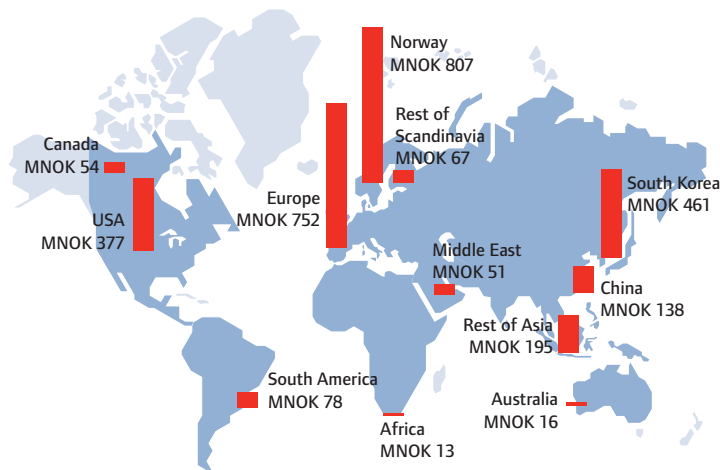 Norway
MNOK 807
Rest of
Scandinavia
MNOK 67
Canada
MNOK 54
USA
MNOK 377
Europe
MNOK 752
South Korea
MNOK 461
Middle East
MNOK 51
China
MNOK 138
Rest of Asia
MNOK 195
South America
MNOK 78
Africa
MNOK 13
Australia
MNOK 16